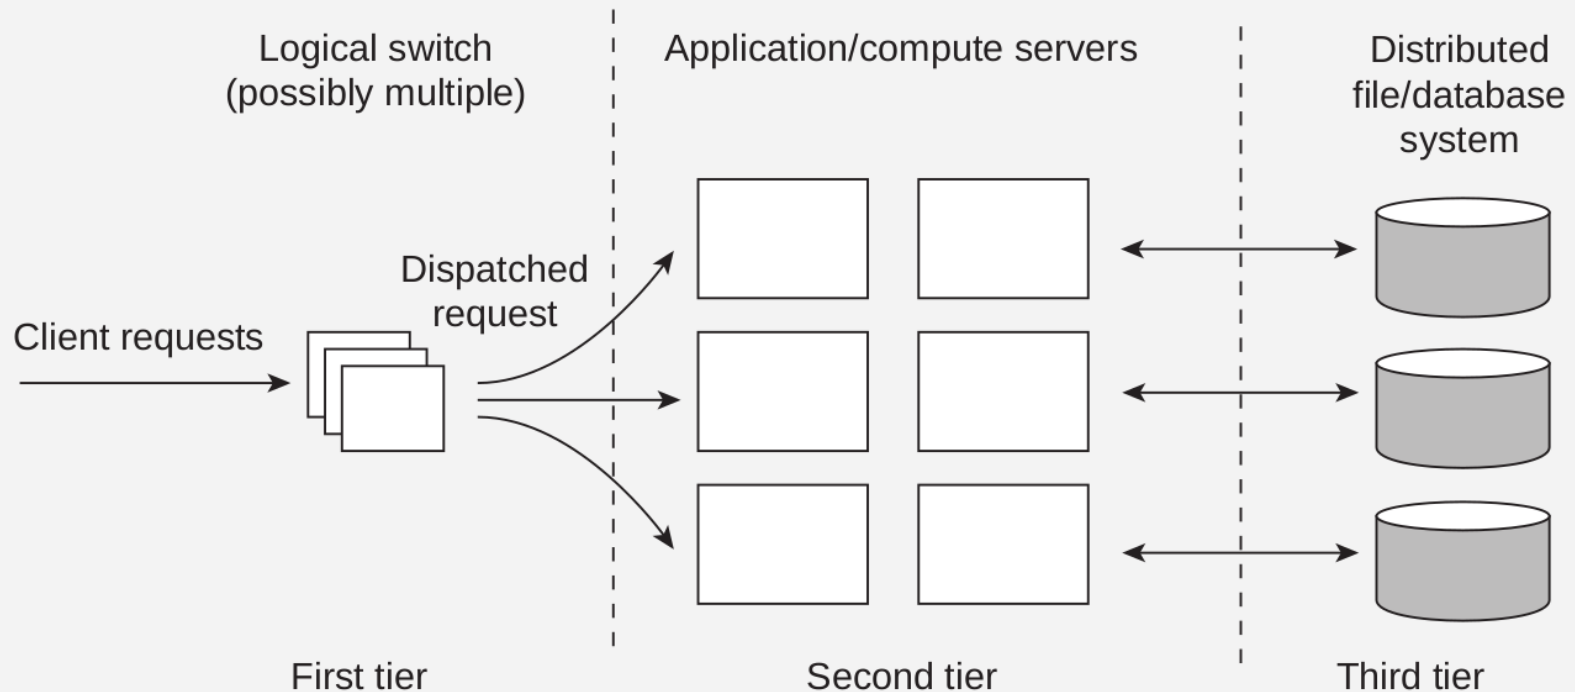 Logical switch
(possibly multiple)
Application/compute servers
Distributed
file/database
system
Dispatched
request
Client requests
First tier
Second tier
Third tier